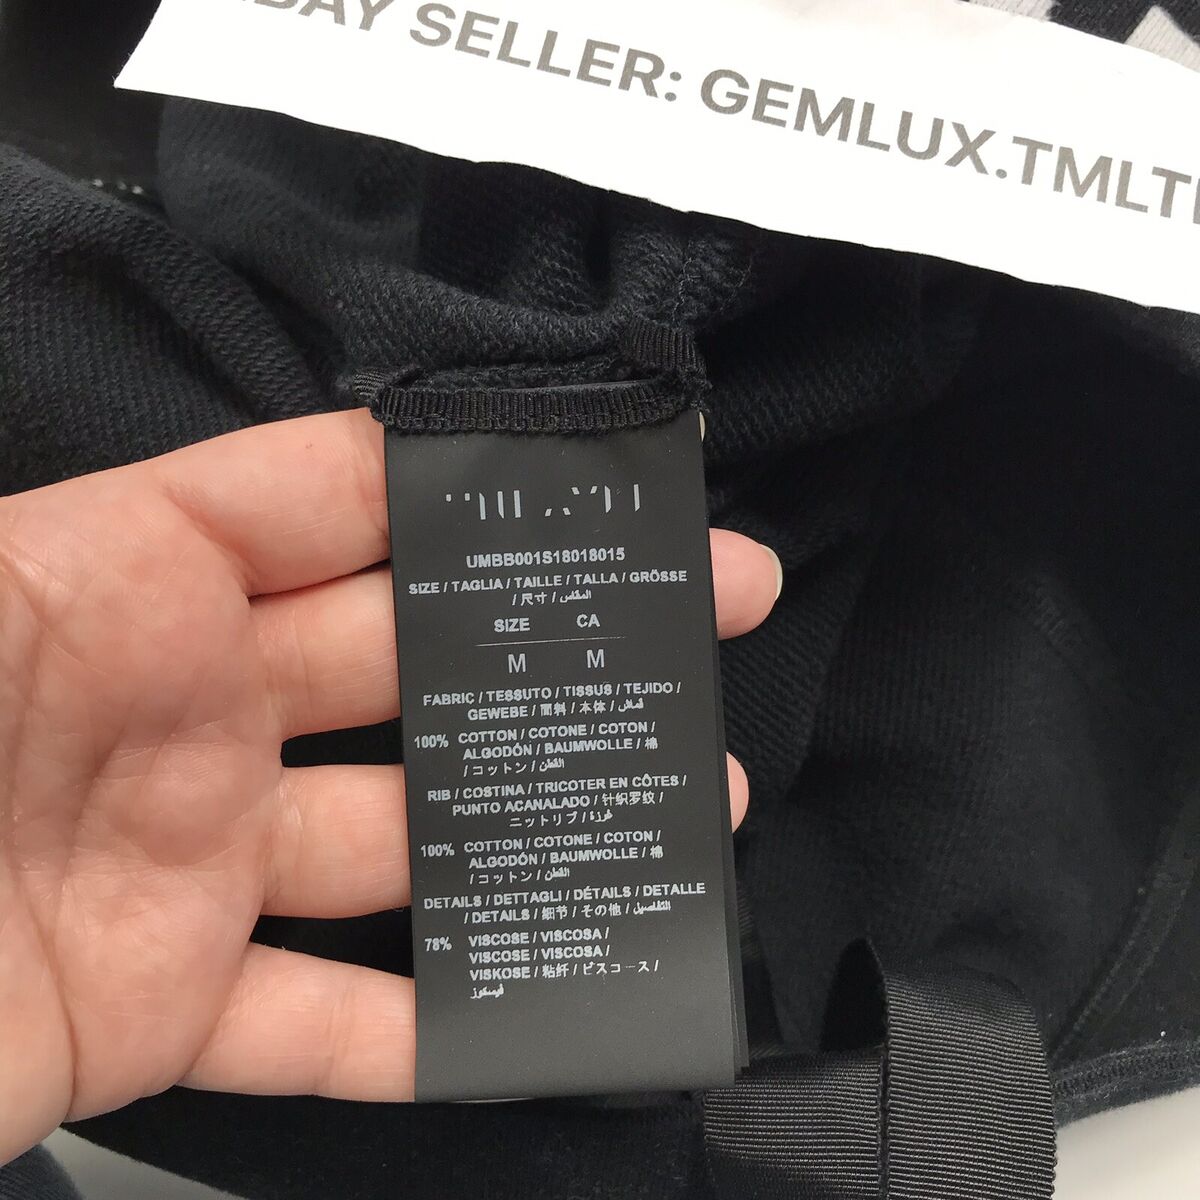 BAY SELLER: GEMLUX.TMLT
UMBB001S18018015
SIZE / TAGLIA / TAILLE / TALLA / GRÖSSE
/ 尺寸 / المقاس
SIZE CA
M M
FABRIC / TESSUTO / TISSUS / TEJIDO /
GEWEBE / 面料 / 本体 / قماش
100% COTTON / COTONE / COTON /
ALGODÓN / BAUMWOLLE / 棉
/ コットン / القطن
RIB / COSTINA / TRICOTER EN CÔTES /
PUNTO ACANALADO / 针织罗纹 /
ニットリブ /
100% COTTON / COTONE / COTON /
ALGODÓN / BAUMWOLLE / 棉
/ コットン / القطن
DETAILS / DETTAGLI / DÉTAILS / DETALLE
/ DETAILS / 细节 / その他 / التفاصيل
78% VISCOSE / VISCOSA /
VISCOSE / VISCOSA /
VISKOSE / 粘纤 / ビスコース /
فيسكوز